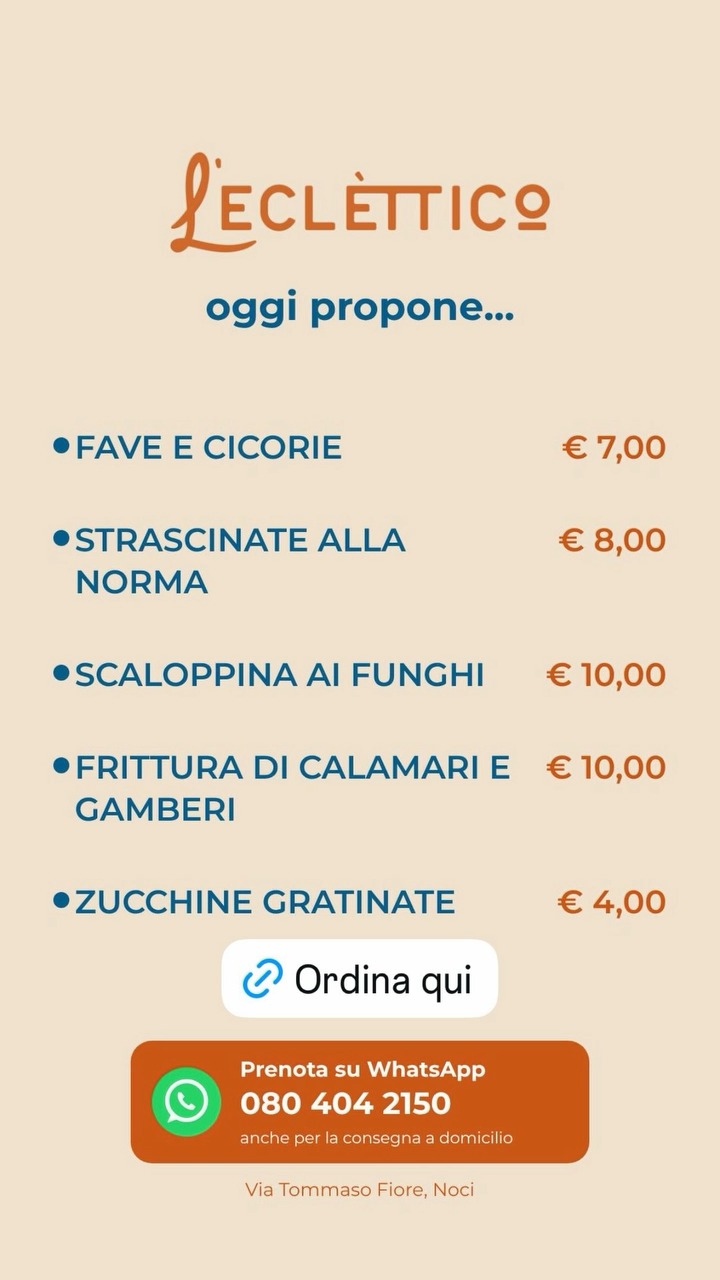 L'ECLÈTTICO
oggi propone...
•FAVE E CICORIE € 7,00
•STRASCINATE ALLA € 8,00
NORMA
•SCALOPPINA AI FUNGHI € 10,00
•FRITTURA DI CALAMARI E € 10,00
GAMBERI
•ZUCCHINE GRATINATE € 4,00
Ordina qui
Prenota su WhatsApp
080 404 2150
anche per la consegna a domicilio
Via Tommaso Fiore, Noci